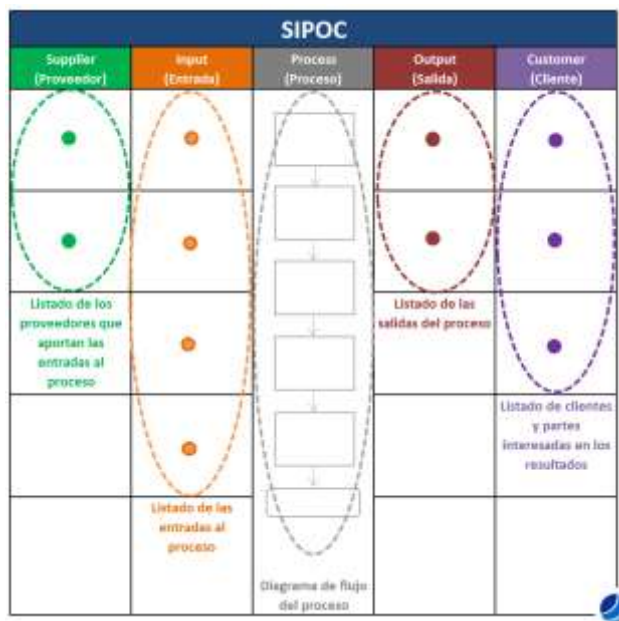 SIPOC
Supplier
(Proveedor)
Input
(Entrada)
Process
(Proceso)
Output
(Salida)
Customer
(Cliente)
Listado de los
proveedores que
aportan las
entradas al
proceso
Listado de las
entradas al
proceso
Diagrama de flujo
del proceso
Listado de las
salidas del proceso
Listado de clientes
y partes
interesadas en los
resultados